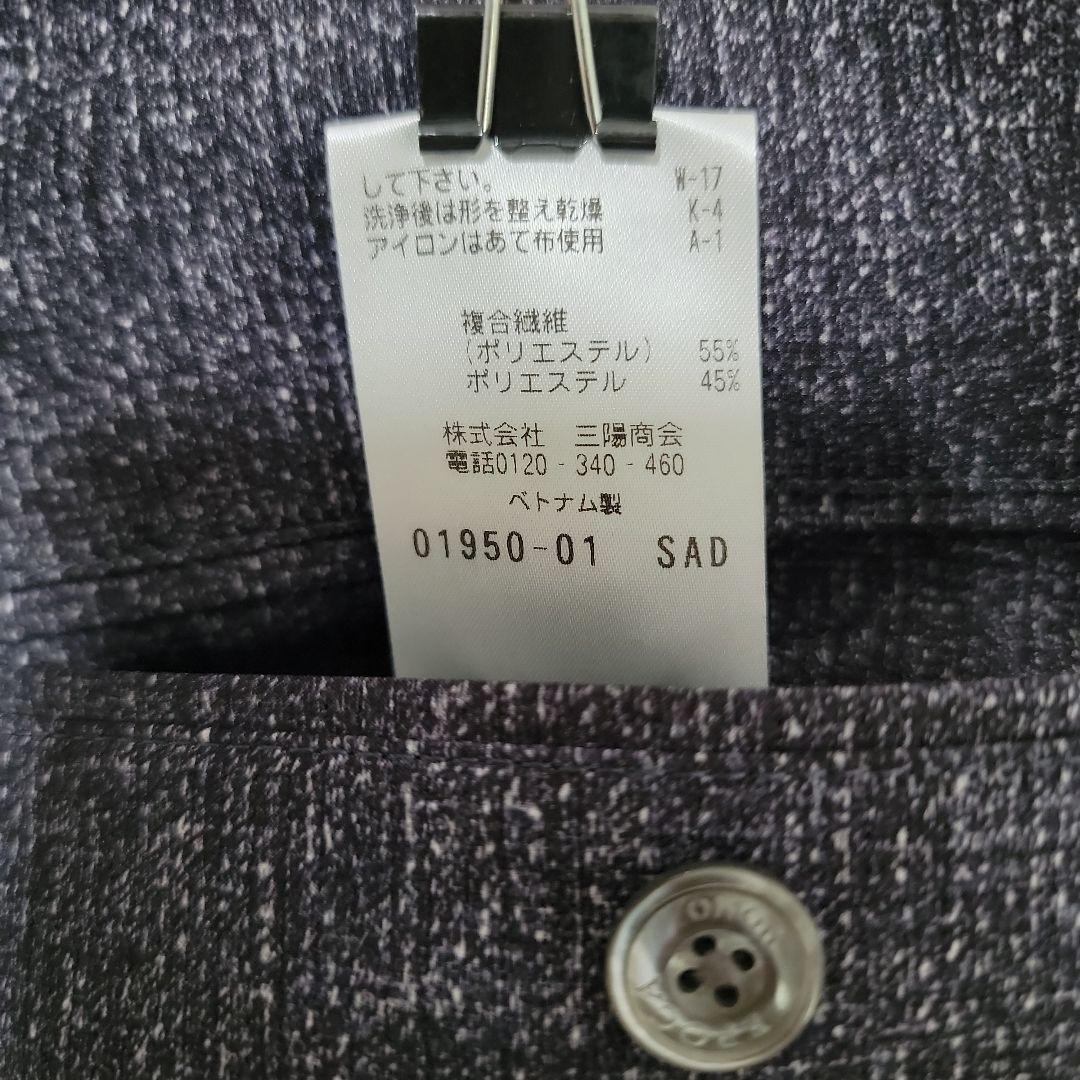 して下さい。 W-17
洗浄後は形を整え乾燥 K-4
アイロンはあて布使用 A-1
複合繊維
(ポリエステル) 55%
ポリエステル 45%
株式会社 三陽商会
電話0120-340-460
ベトナム製
01950-01 SAD